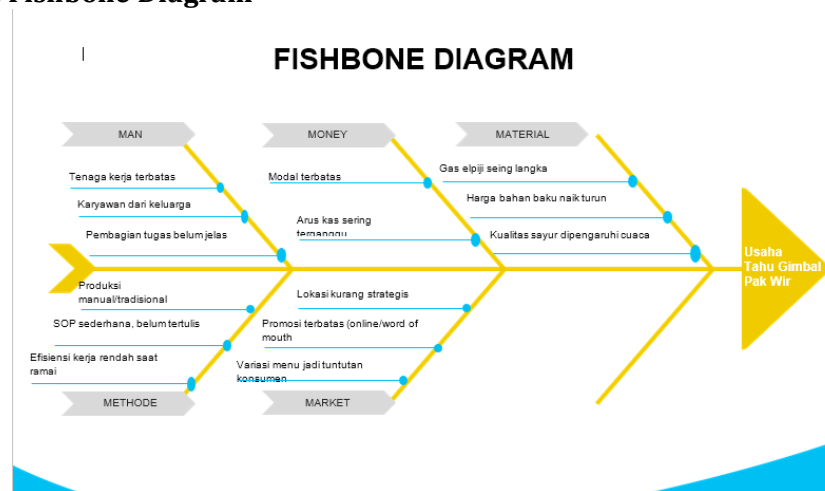 Fishbone Diagram
FISHBONE DIAGRAM
MAN
MONEY
MATERIAL
Tenaga kerja terbatas
Karyawan dari keluarga
Pembagian tugas belum jelas
Modal terbatas
Arus kas sering
terganggu
Gas elpiji seing langka
Harga bahan baku naik turun
Kualitas sayur dipengaruhi cuaca
Usaha
Tahu Gimbal
Pak Wir
Produksi
manual/tradisional
SOP sederhana, belum tertulis
Efisiensi kerja rendah saat
ramai
Lokasi kurang strategis
Promosi terbatas (online/word of
mouth
Variasi menu jadi tuntutan
konsumen
METHODE
MARKET